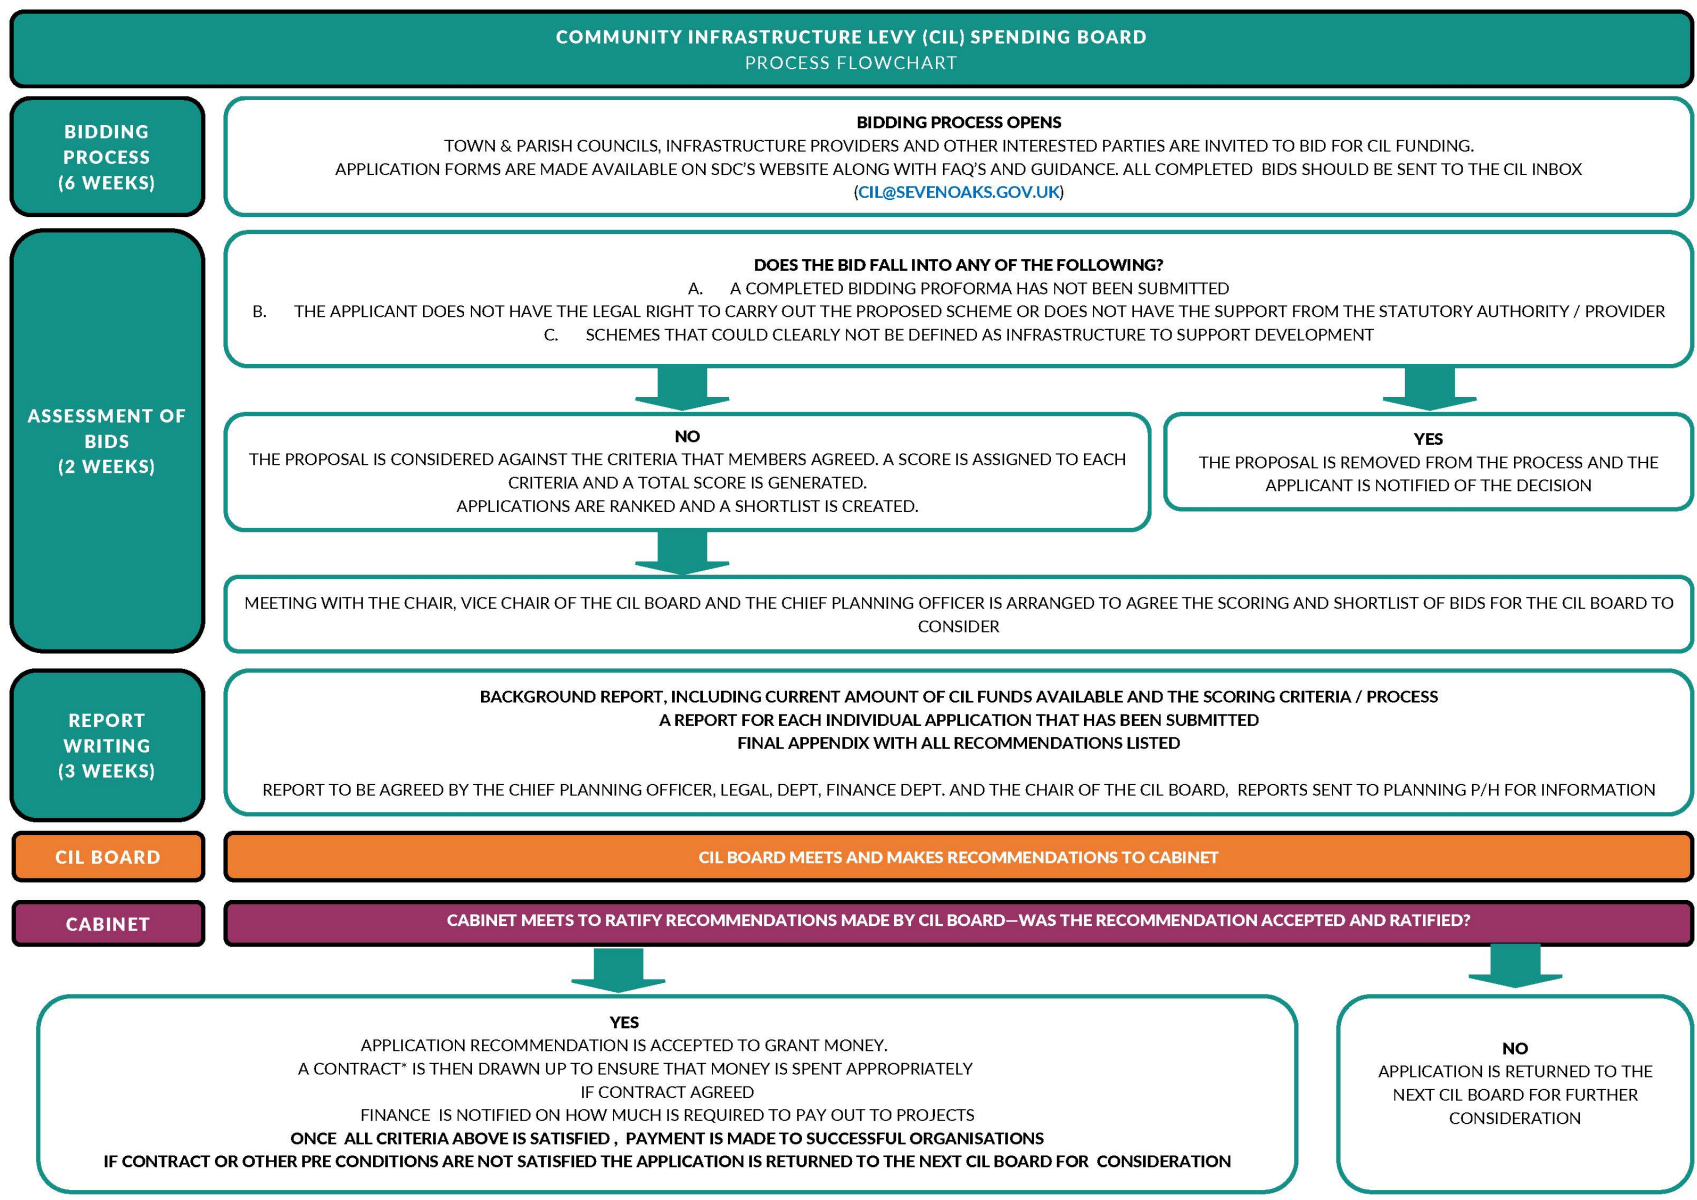 COMMUNITY INFRASTRUCTURE LEVY (CIL) SPENDING BOARD
PROCESS FLOWCHART
BIDDING
PROCESS
(6 WEEKS)
BIDDING PROCESS OPENS
TOWN & PARISH COUNCILS, INFRASTRUCTURE PROVIDERS AND OTHER INTERESTED PARTIES ARE INVITED TO BID FOR CIL FUNDING.
APPLICATION FORMS ARE MADE AVAILABLE ON SDC'S WEBSITE ALONG WITH FAQ'S AND GUIDANCE. ALL COMPLETED BIDS SHOULD BE SENT TO THE CIL INBOX
(CIL@SEVENOAKS.GOV.UK)
ASSESSMENT OF
BIDS
(2 WEEKS)
DOES THE BID FALL INTO ANY OF THE FOLLOWING?
A. A COMPLETED BIDDING PROFORMA HAS NOT BEEN SUBMITTED
B. THE APPLICANT DOES NOT HAVE THE LEGAL RIGHT TO CARRY OUT THE PROPOSED SCHEME OR DOES NOT HAVE THE SUPPORT FROM THE STATUTORY AUTHORITY / PROVIDER
C. SCHEMES THAT COULD CLEARLY NOT BE DEFINED AS INFRASTRUCTURE TO SUPPORT DEVELOPMENT
NO
THE PROPOSAL IS CONSIDERED AGAINST THE CRITERIA THAT MEMBERS AGREED. A SCORE IS ASSIGNED TO EACH
CRITERIA AND A TOTAL SCORE IS GENERATED.
APPLICATIONS ARE RANKED AND A SHORTLIST IS CREATED.
YES
THE PROPOSAL IS REMOVED FROM THE PROCESS AND THE
APPLICANT IS NOTIFIED OF THE DECISION
MEETING WITH THE CHAIR, VICE CHAIR OF THE CIL BOARD AND THE CHIEF PLANNING OFFICER IS ARRANGED TO AGREE THE SCORING AND SHORTLIST OF BIDS FOR THE CIL BOARD TO
CONSIDER
REPORT
WRITING
(3 WEEKS)
BACKGROUND REPORT, INCLUDING CURRENT AMOUNT OF CIL FUNDS AVAILABLE AND THE SCORING CRITERIA / PROCESS
A REPORT FOR EACH INDIVIDUAL APPLICATION THAT HAS BEEN SUBMITTED
FINAL APPENDIX WITH ALL RECOMMENDATIONS LISTED
REPORT TO BE AGREED BY THE CHIEF PLANNING OFFICER, LEGAL, DEPT, FINANCE DEPT. AND THE CHAIR OF THE CIL BOARD, REPORTS SENT TO PLANNING P/H FOR INFORMATION
CIL BOARD
CIL BOARD MEETS AND MAKES RECOMMENDATIONS TO CABINET
CABINET
CABINET MEETS TO RATIFY RECOMMENDATIONS MADE BY CIL BOARD—WAS THE RECOMMENDATION ACCEPTED AND RATIFIED?
YES
APPLICATION RECOMMENDATION IS ACCEPTED TO GRANT MONEY.
A CONTRACT* IS THEN DRAWN UP TO ENSURE THAT MONEY IS SPENT APPROPRIATELY
IF CONTRACT AGREED
FINANCE IS NOTIFIED ON HOW MUCH IS REQUIRED TO PAY OUT TO PROJECTS
ONCE ALL CRITERIA ABOVE IS SATISFIED , PAYMENT IS MADE TO SUCCESSFUL ORGANISATIONS
IF CONTRACT OR OTHER PRE CONDITIONS ARE NOT SATISFIED THE APPLICATION IS RETURNED TO THE NEXT CIL BOARD FOR CONSIDERATION
NO
APPLICATION IS RETURNED TO THE
NEXT CIL BOARD FOR FURTHER
CONSIDERATION